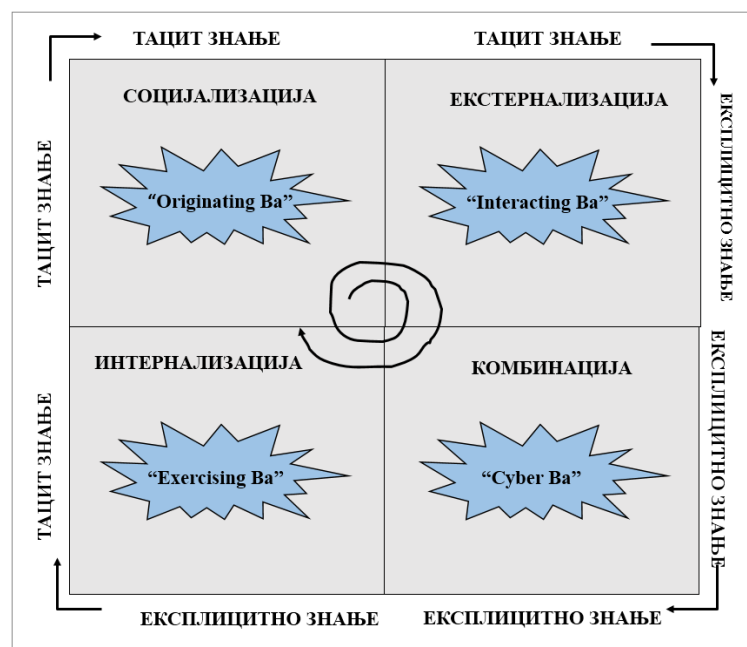 ТАЦИТ ЗНАЊЕ
ТАЦИТ ЗНАЊЕ
СОЦИЈАЛИЗАЦИЈА
ЕКСТЕРНАЛИЗАЦИЈА
ТАЦИТ ЗНАЊЕ
“Originating Ba”
“Interacting Ba”
ЕКСПЛИЦИТНО ЗНАЊЕ
ИНТЕРНАЛИЗАЦИЈА
КОМБИНАЦИЈА
ТАЦИТ ЗНАЊЕ
“Exercising Ba”
“Cyber Ba”
ЕКСПЛИЦИТНО ЗНАЊЕ
ЕКСПЛИЦИТНО ЗНАЊЕ
ЕКСПЛИЦИТНО ЗНАЊЕ